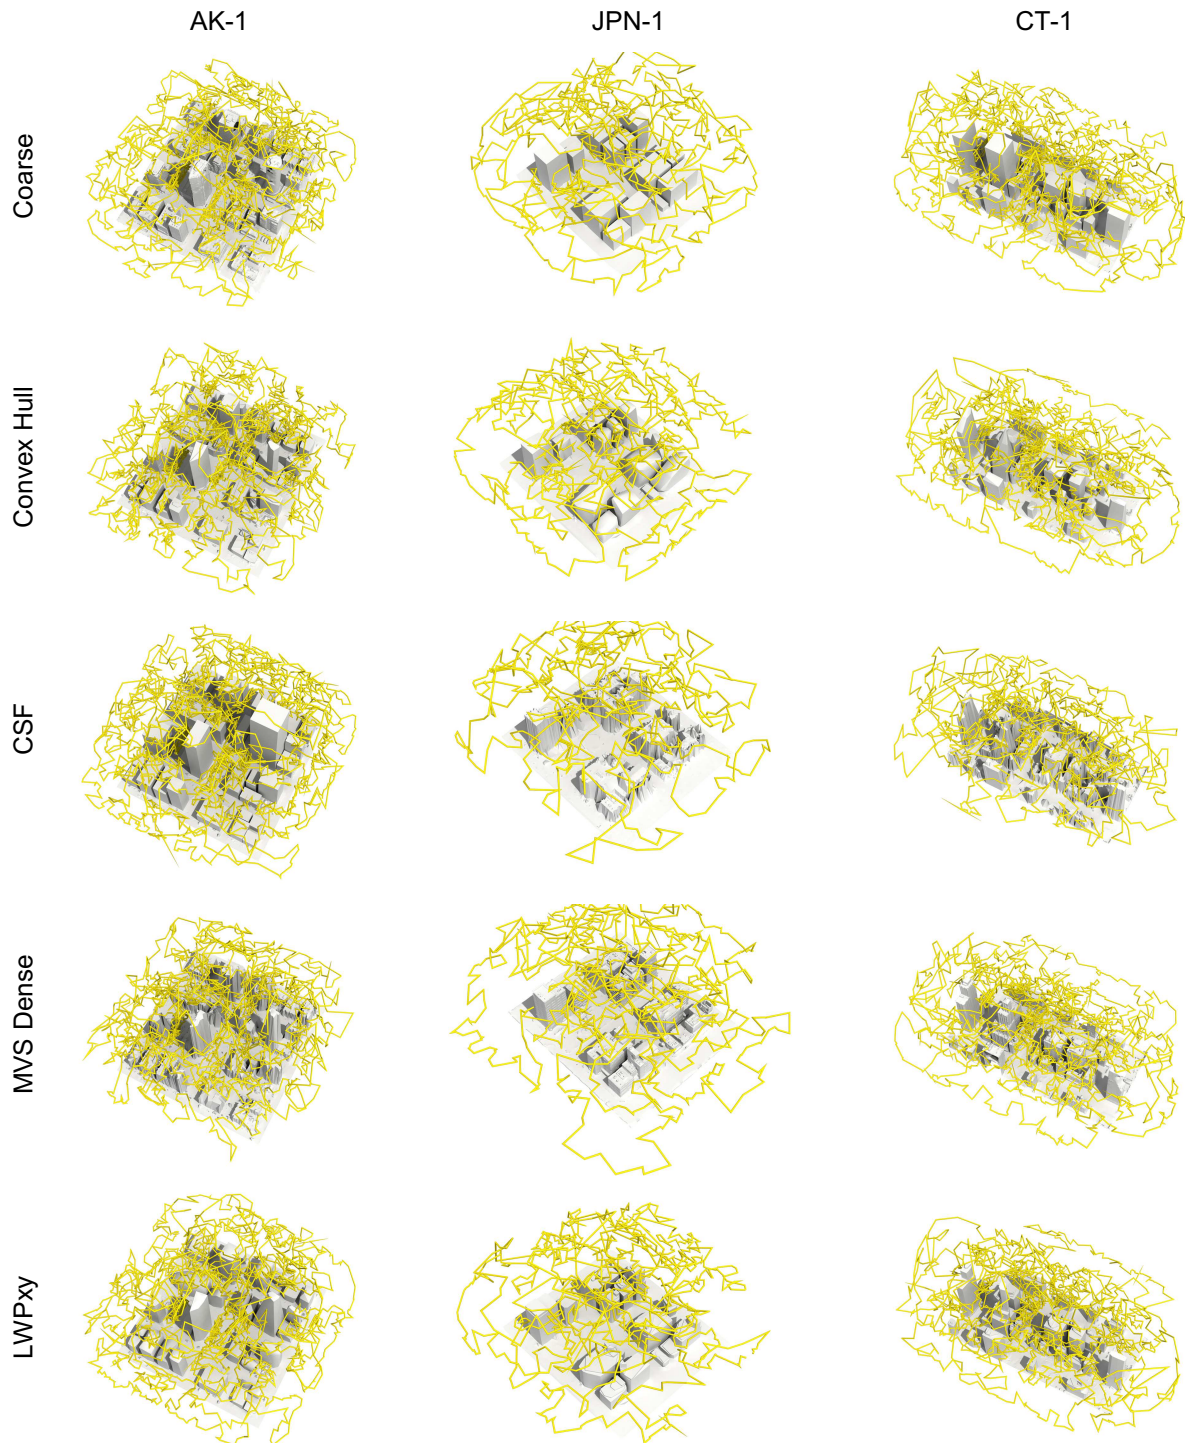 AK-1 JPN-1 CT-1
Coarse
Convex Hull
CSF
MVS Dense
LWPxy